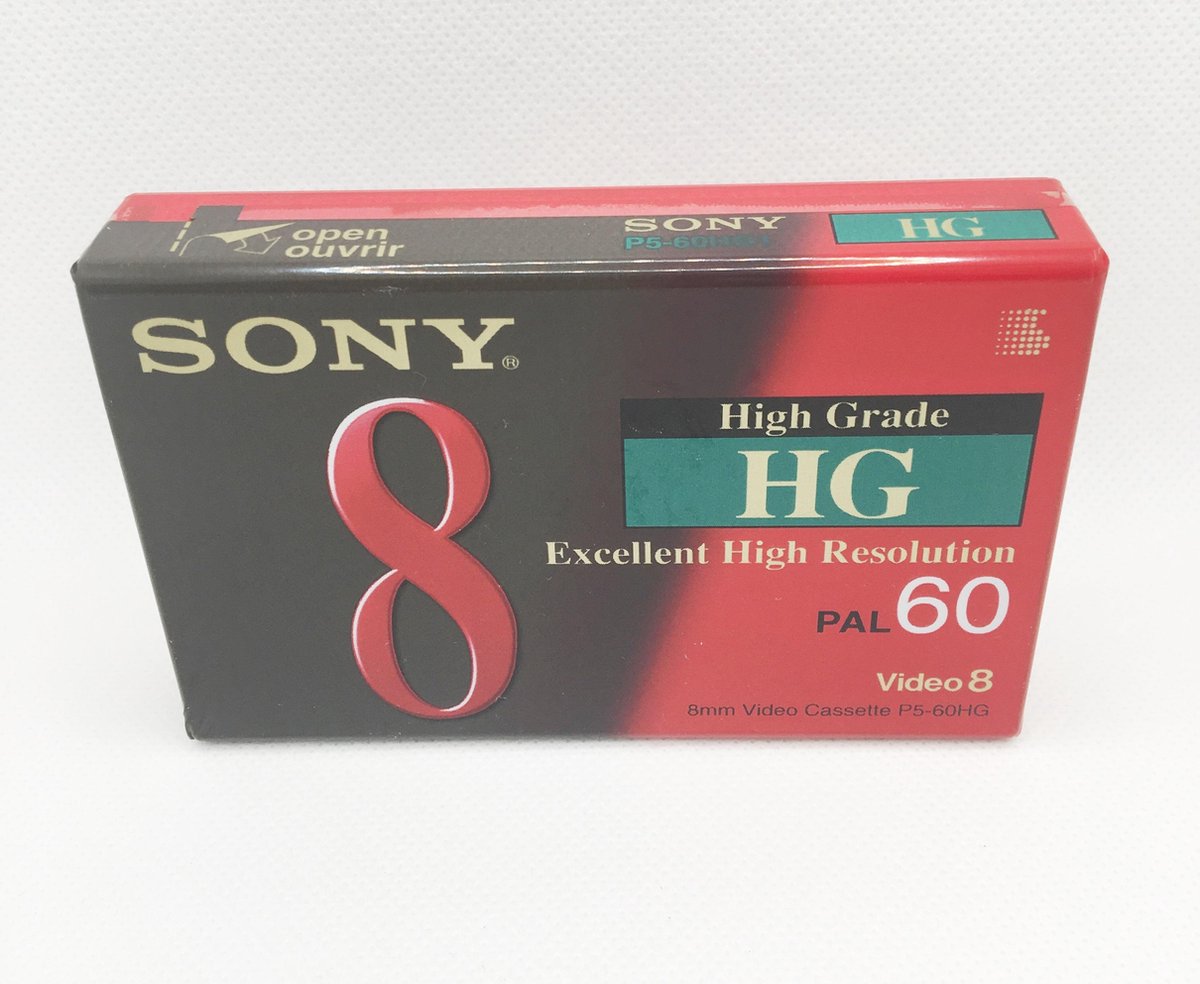 open
ouvrir
SONY
HG
SONY®
8
High Grade
HG
Excellent High Resolution
PAL 60
Video 8
8mm Video Cassette P5-60HG